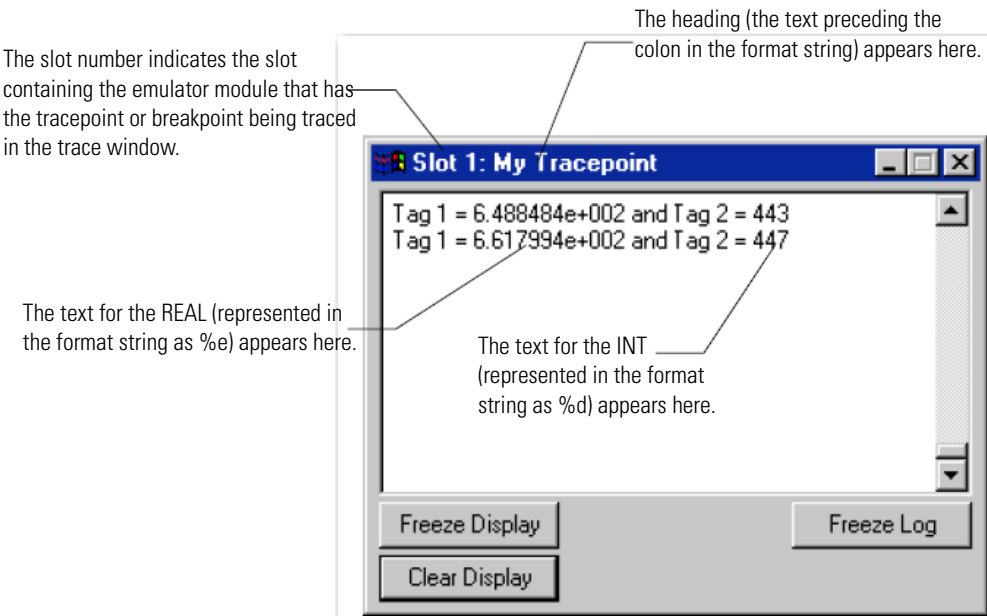 The heading (the text preceding the
colon in the format string) appears here.
The slot number indicates the slot
containing the emulator module that has
the tracepoint or breakpoint being traced
in the trace window.
Slot 1: My Tracepoint
Tag 1 = 6.488484e+002 and Tag 2 = 443
Tag 1 = 6.617994e+002 and Tag 2 = 447
The text for the REAL (represented in
the format string as %e) appears here.
The text for the INT
(represented in the format
string as %d) appears here.
Freeze Display
Freeze Log
Clear Display